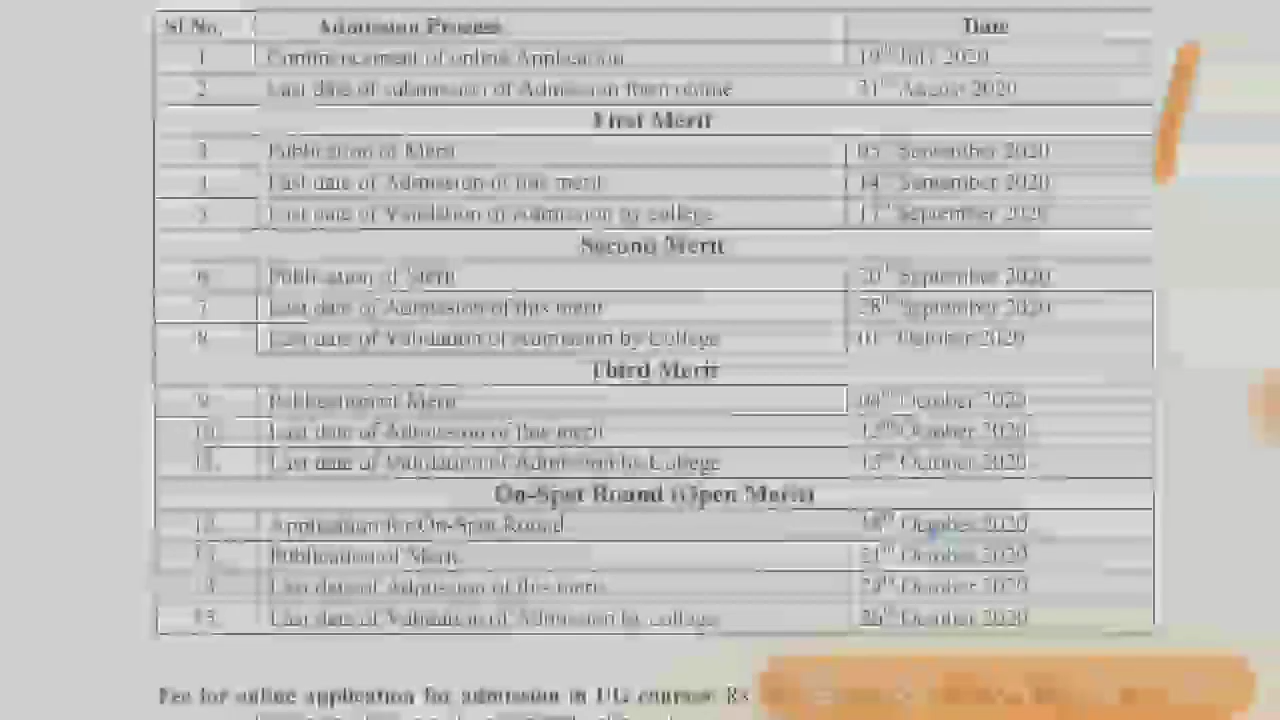 Sl No. Admission Process Date
1 Commencement of online Application July 2020
2. Last date of submission of Admission form online August 2020
First Merit
3 Publication of Merit 05th September 2020
4 Last date of Admission of this merit 14th September 2020
5 Last date of Validation of Admission by college September 2020
Second Merit
6 Publication of Merit 20th September 2020
7 Last date of Admission of this merit 28th September 2020
8 Last date of Validation of Admission by College October 2020
Third Merit
9 Publication of Merit October 2020
10. Last date of Admission of this merit 12th October 2020
11. Last date of Validation of Admission by College October 2020
On-Spot Round (Open Merit)
12. Application for On-Spot Round October 2020
Publication of Merit 21st October 2020
Last date of Admission of this merit October 2020
15. Last date of Validation of Admission by college 26th October 2020
Fee for online application for admission in UG courses: Rs